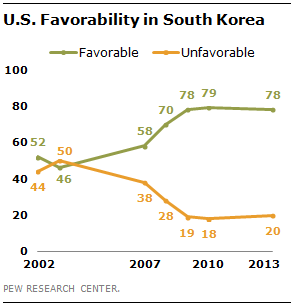 U.S. Favorability in South Korea
Favorable Unfavorable
100
80
60
40
20
0
52 46 58 70 78 79 78
44 50 38 28 19 18 20
2002 2007 2010 2013
PEW RESEARCH CENTER.